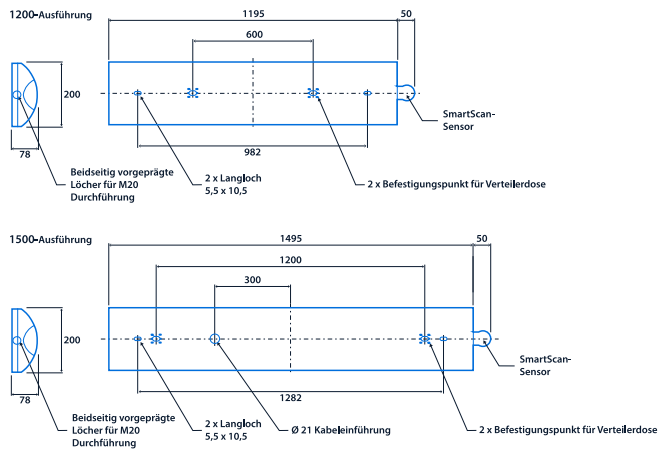 1200-Ausführung
1195
50
600
200
78
982
SmartScan-
Sensor
Beidseitig vorgeprägte
Löcher für M20
Durchführung
2 x Langloch
5,5 x 10,5
2 x Befestigungspunkt für Verteilerdose
1500-Ausführung
1495
50
1200
300
200
78
1282
SmartScan-
Sensor
Beidseitig vorgeprägte
Löcher für M20
Durchführung
2 x Langloch
5,5 x 10,5
Ø 21 Kabeleinführung
2 x Befestigungspunkt für Verteilerdose